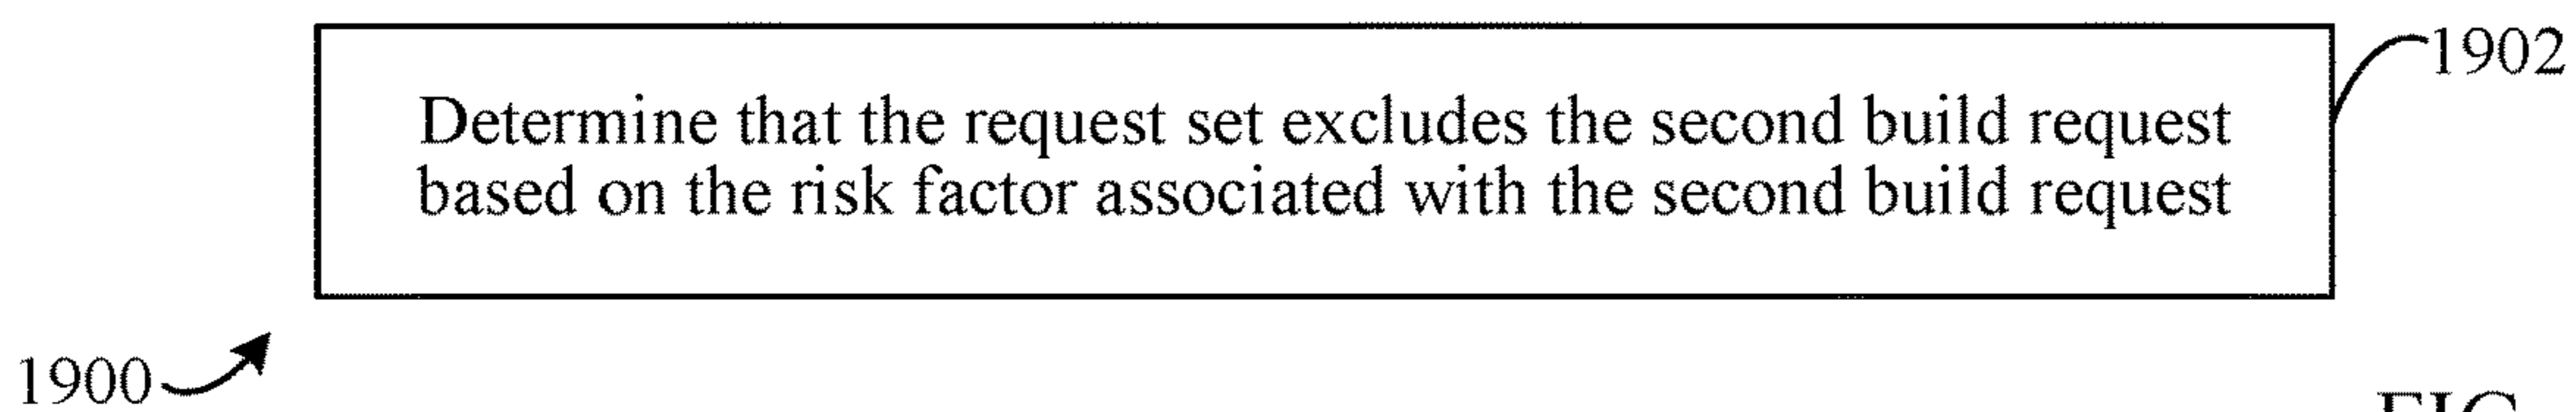 1902
Determine that the request set excludes the second build request
based on the risk factor associated with the second build request
1900